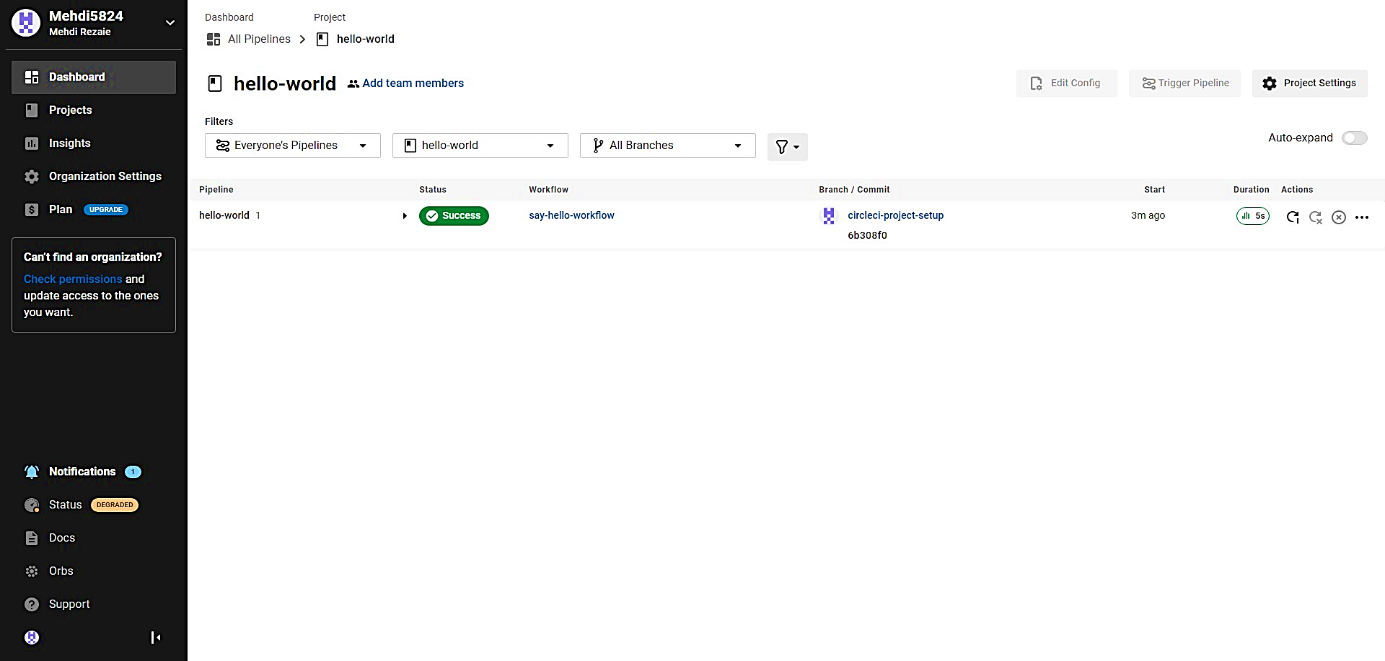 Mehdi5824
Mehdi Rezaie
Dashboard
Projects
Insights
Organization Settings
Plan UPGRADE
Can't find an organization?
Check permissions and
update access to the ones
you want.
Notifications 1
Status DEGRADED
Docs
Orbs
Support
Dashboard Project
All Pipelines hello-world
hello-world Add team members
Edit Config Trigger Pipeline Project Settings
Filters
Everyone's Pipelines hello-world All Branches
Auto-expand
Pipeline Status Workflow Branch / Commit Start Duration Actions
hello-world 1 Success say-hello-workflow circleci-project-setup 3m ago 5s
6b308f0